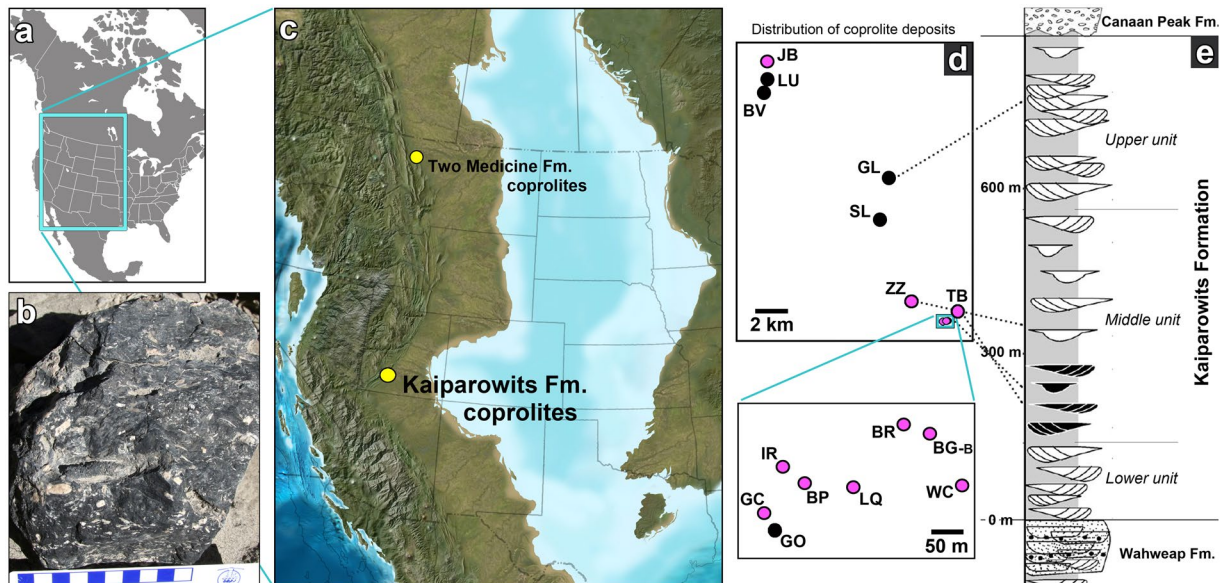 a
b
c
Two Medicine Fm.
coprolites
Kaiparowits Fm.
coprolites
Distribution of coprolite deposits
d
JB
LU
BV
GL
SL
ZZ
TB
2 km
BR
BG-B
IR
BP
LQ
WC
GC
GO
50 m
Canaan Peak Fm.
e
Upper unit
600 m
Middle unit
300 m
Lower unit
0 m
Wahweap Fm.
Kaiparowits Formation